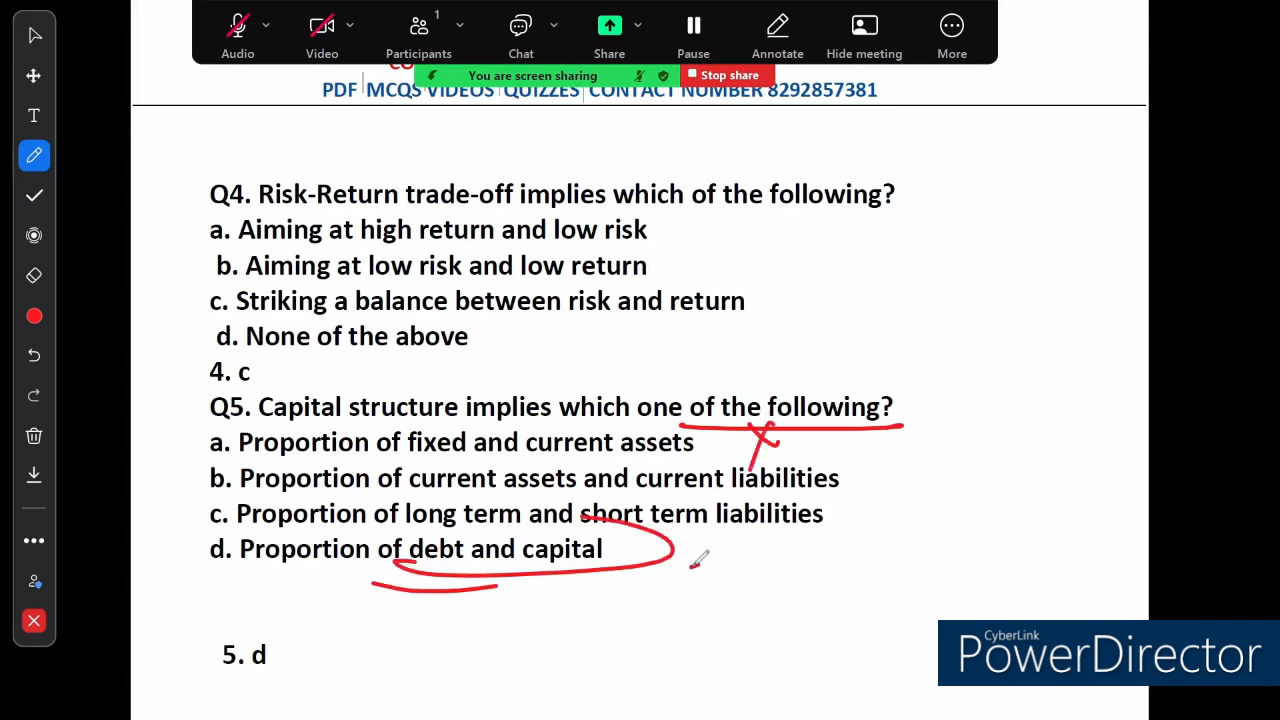 1
Audio Video Participants Chat Share Pause Annotate Hide meeting More
You are screen sharing Stop share
PDF MCQS VIDEOS QUIZZES CONTACT NUMBER 8292857381
T
Q4. Risk-Return trade-off implies which of the following?
a. Aiming at high return and low risk
b. Aiming at low risk and low return
c. Striking a balance between risk and return
d. None of the above
4. c
Q5. Capital structure implies which one of the following?
a. Proportion of fixed and current assets
b. Proportion of current assets and current liabilities
c. Proportion of long term and short term liabilities
d. Proportion of debt and capital
5. d
CyberLink
PowerDirector